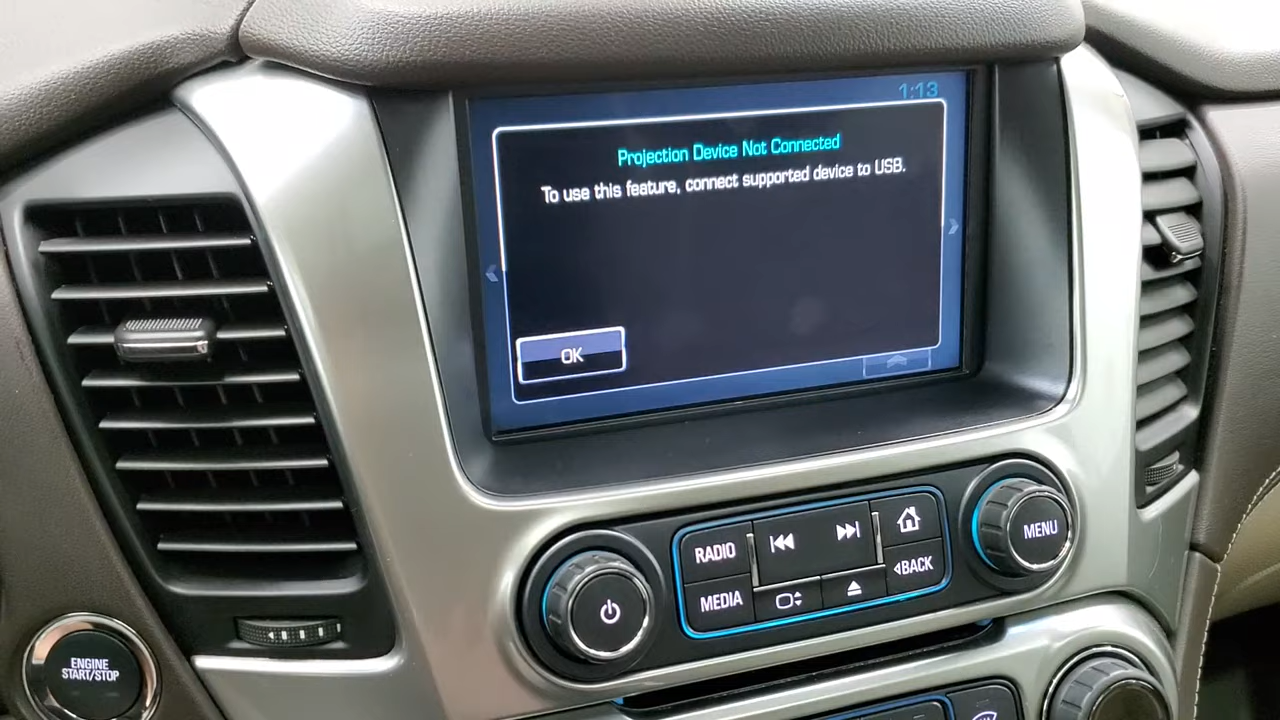 1:13
Projection Device Not Connected
To use this feature, connect supported device to USB.
OK
RADIO
MENU
BACK
MEDIA
ENGINE
START/STOP